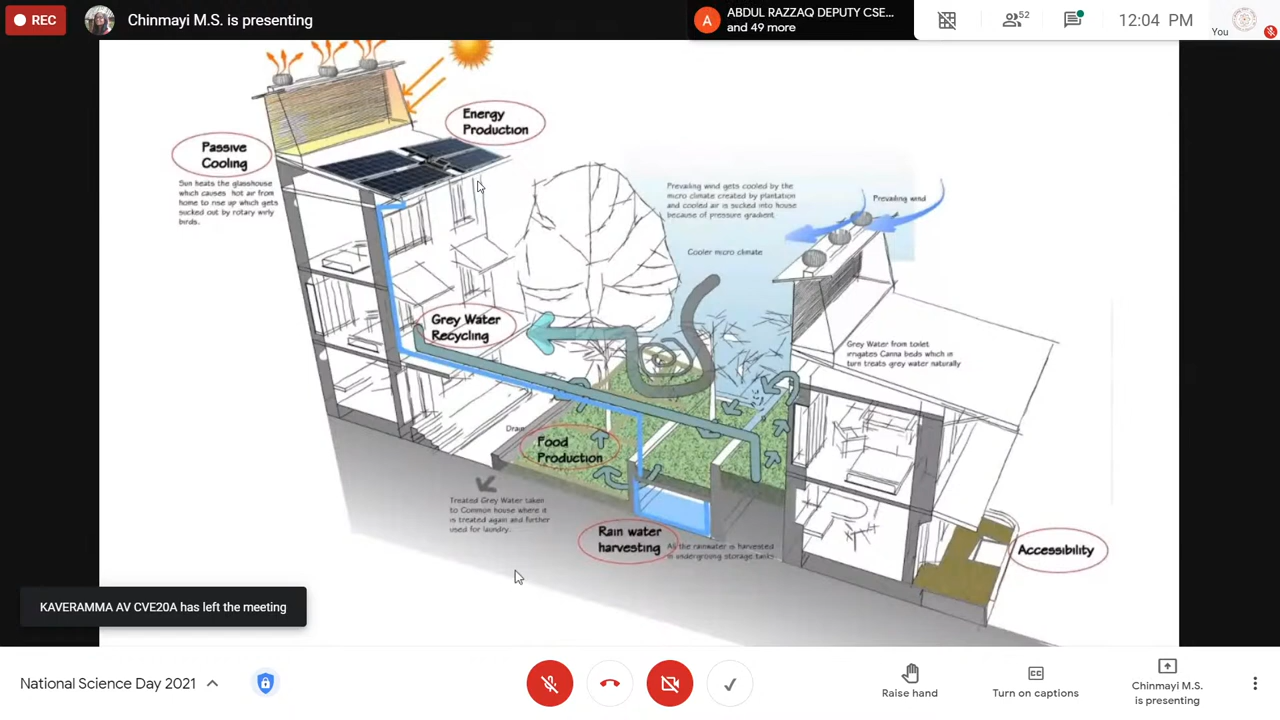 REC
Chinmayi M.S. is presenting
A
ABDUL RAZZAQ DEPUTY CSE...
and 49 more
52
12:04 PM
You
Energy
Production
Passive
Cooling
Sun heats the glasshouse
which causes hot air from
home to rise up which gets
sucked out by rotary wirly
birds.
Prevailing wind gets cooled by the
micro climate created by plantation
and cooled air is sucked into house
because of pressure gradient
Prevailing wind
Cooler micro climate
Grey Water
Recycling
Grey Water from toilet
irrigates Canna beds which in
turn treats grey water naturally
Drain
Food
Production
Treated Grey Water taken
to Common house where it
is treated again and further
used for laundry.
Rain water
harvesting
All the rainwater is harvested
in underground storage tanks
Accessibility
KAVERAMMA AV CVE20A has left the meeting
National Science Day 2021
Raise hand
CC
Turn on captions
Chinmayi M.S.
is presenting